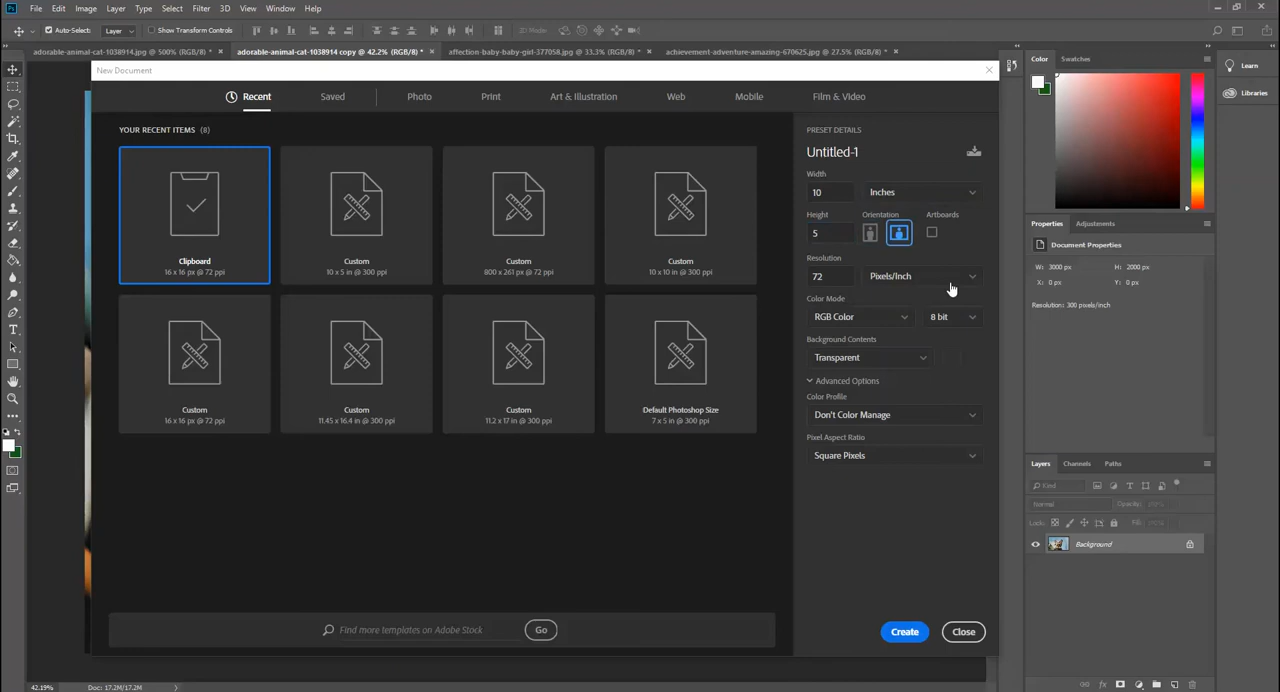 Ps File Edit Image Layer Type Select Filter 3D View Window Help
Auto-Select: Layer Show Transform Controls
adorable-animal-cat-1038914.jpg @ 500% (RGB/8) * × adorable-animal-cat-1038914 copy @ 42.2% (RGB/8) * × affection-baby-baby-girl-377058.jpg @ 33.3% (RGB/8) * × achievement-adventure-amazing-670625.jpg @ 27.5% (RGB/8) * ×
New Document
Recent Saved Photo Print Art & Illustration Web Mobile Film & Video
YOUR RECENT ITEMS (8)
Clipboard
16 x 16 px @ 72 ppi
Custom
10 x 5 in @ 300 ppi
Custom
800 x 261 px @ 72 ppi
Custom
10 x 10 in @ 300 ppi
Custom
16 x 16 px @ 72 ppi
Custom
11.45 x 16.4 in @ 300 ppi
Custom
11.2 x 17 in @ 300 ppi
Default Photoshop Size
7 x 5 in @ 300 ppi
Find more templates on Adobe Stock Go
PRESET DETAILS
Untitled-1
Width
10 Inches
Height Orientation Artboards
5
Resolution
72 Pixels/Inch
Color Mode
RGB Color 8 bit
Background Contents
Transparent
Advanced Options
Color Profile
Don't Color Manage
Pixel Aspect Ratio
Square Pixels
Create Close
Color Swatches
Learn
Libraries
Properties Adjustments
Document Properties
W: 3000 px H: 2000 px
X: 0 px Y: 0 px
Resolution: 300 pixels/inch
Layers Channels Paths
Kind
Normal Opacity: 100%
Lock: Fill: 100%
Background
42.19% Doc: 17.2M/17.2M